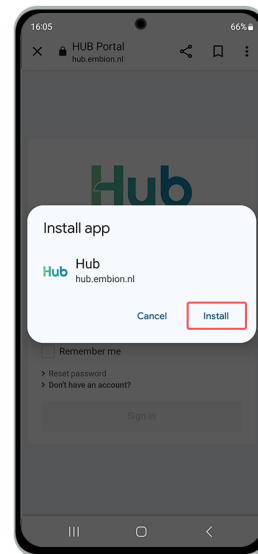 16:05
66%
HUB Portal
hub.embion.nl
Hub
Install app
Hub
Hub
hub.embion.nl
Cancel
Install
Remember me
> Reset password
> Don't have an account?
Sign in